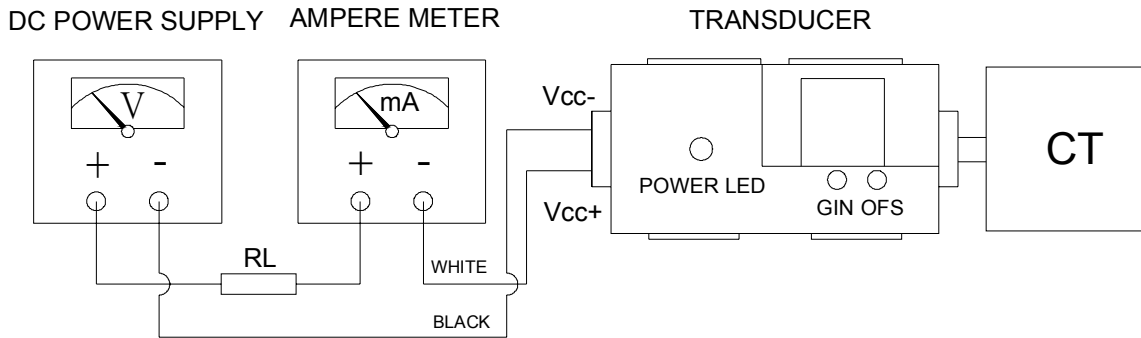 DC POWER SUPPLY
AMPERE METER
TRANSDUCER
V
mA
+ -
+ -
Vcc-
Vcc+
POWER LED
GIN OFS
CT
RL
WHITE
BLACK